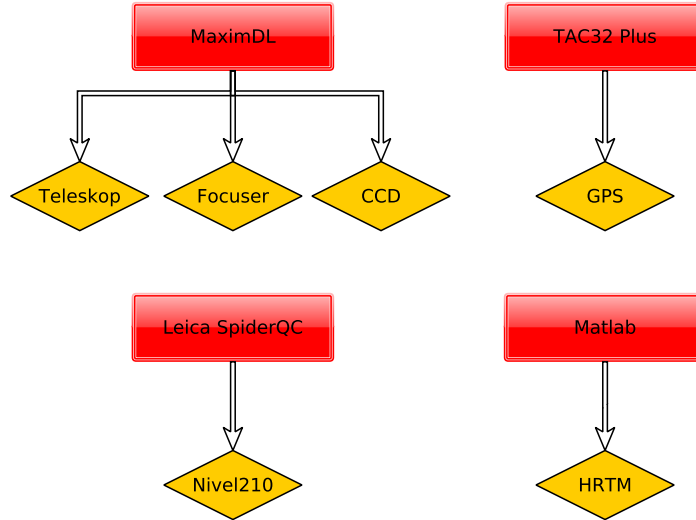 MaximDL
TAC32 Plus
Teleskop
Focuser
CCD
GPS
Leica SpiderQC
Matlab
Nivel210
HRTM